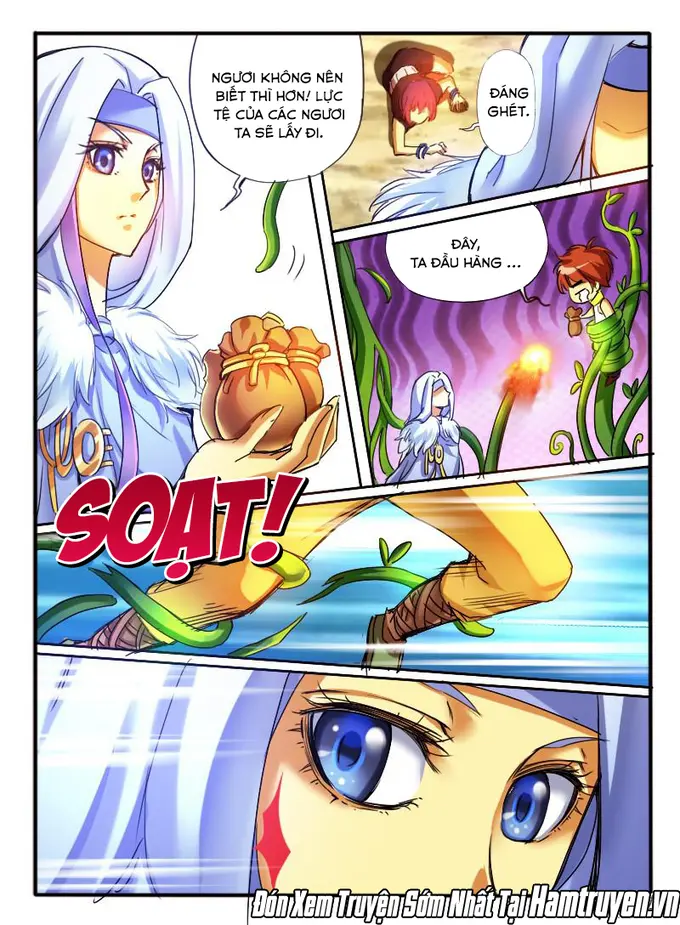 NGƯƠI KHÔNG NÊN
BIẾT THÌ HƠN! LỰC
TỆ CỦA CÁC NGƯƠI
TA SẼ LẤY ĐI.
ĐÁNG
GHÉT.
ĐÂY,
TA ĐẦU HÀNG ...
SOẠT!
Đón Xem Truyện Sớm Nhất Tại Hamtruyen.vn